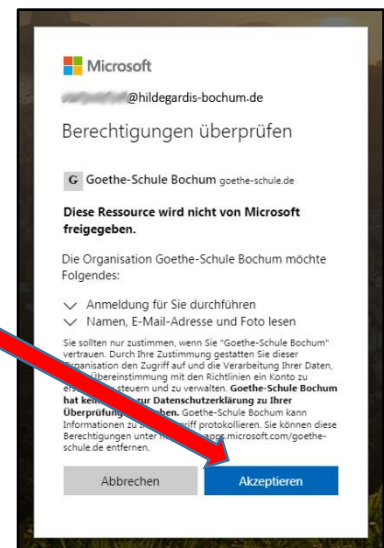 Microsoft
@hildegardis-bochum.de
Berechtigungen überprüfen
G Goethe-Schule Bochum goethe-schule.de
Diese Ressource wird nicht von Microsoft
freigegeben.
Die Organisation Goethe-Schule Bochum möchte
Folgendes:
Anmeldung für Sie durchführen
Namen, E-Mail-Adresse und Foto lesen
Sie sollten nur zustimmen, wenn Sie "Goethe-Schule Bochum"
vertrauen. Durch Ihre Zustimmung gestatten Sie dieser
Organisation den Zugriff auf und die Verarbeitung Ihrer Daten,
Übereinstimmung mit den Richtlinien ein Konto zu
steuern und zu verwalten. Goethe-Schule Bochum
hat zur Datenschutzerklärung zu Ihrer
Überprüfung Goethe-Schule Bochum kann
Informationen zu protokollieren. Sie können diese
Berechtigungen unter .microsoft.com/goethe-
schule.de entfernen.
Abbrechen Akzeptieren